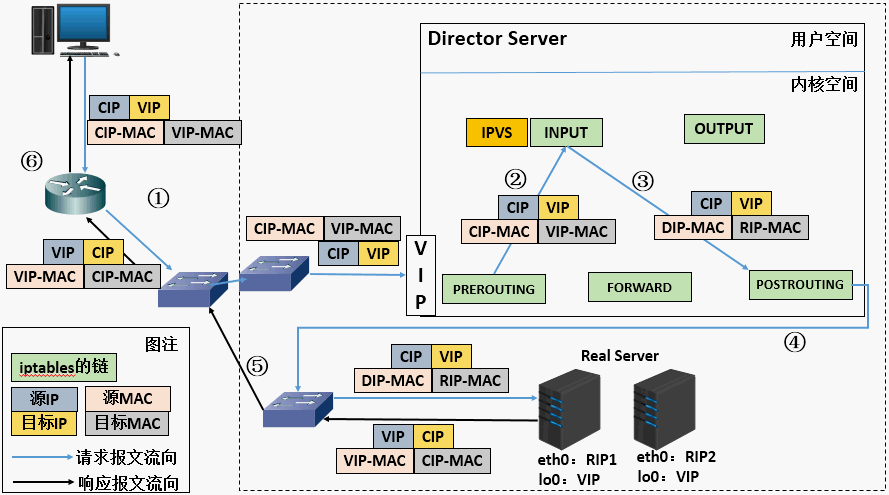 Director Server
用户空间
内核空间
CIP VIP
CIP-MAC VIP-MAC
IPVS INPUT
OUTPUT
⑥
①
②
③
CIP VIP
CIP-MAC VIP-MAC
CIP VIP
DIP-MAC RIP-MAC
CIP-MAC VIP-MAC
CIP VIP
VIP CIP
VIP-MAC CIP-MAC
VIP
PREROUTING
FORWARD
POSTROUTING
④
图注
iptables的链
源IP 源MAC
目标IP 目标MAC
请求报文流向
响应报文流向
⑤
CIP VIP
DIP-MAC RIP-MAC
Real Server
VIP CIP
VIP-MAC CIP-MAC
eth0：RIP1
lo0：VIP
eth0：RIP2
lo0：VIP